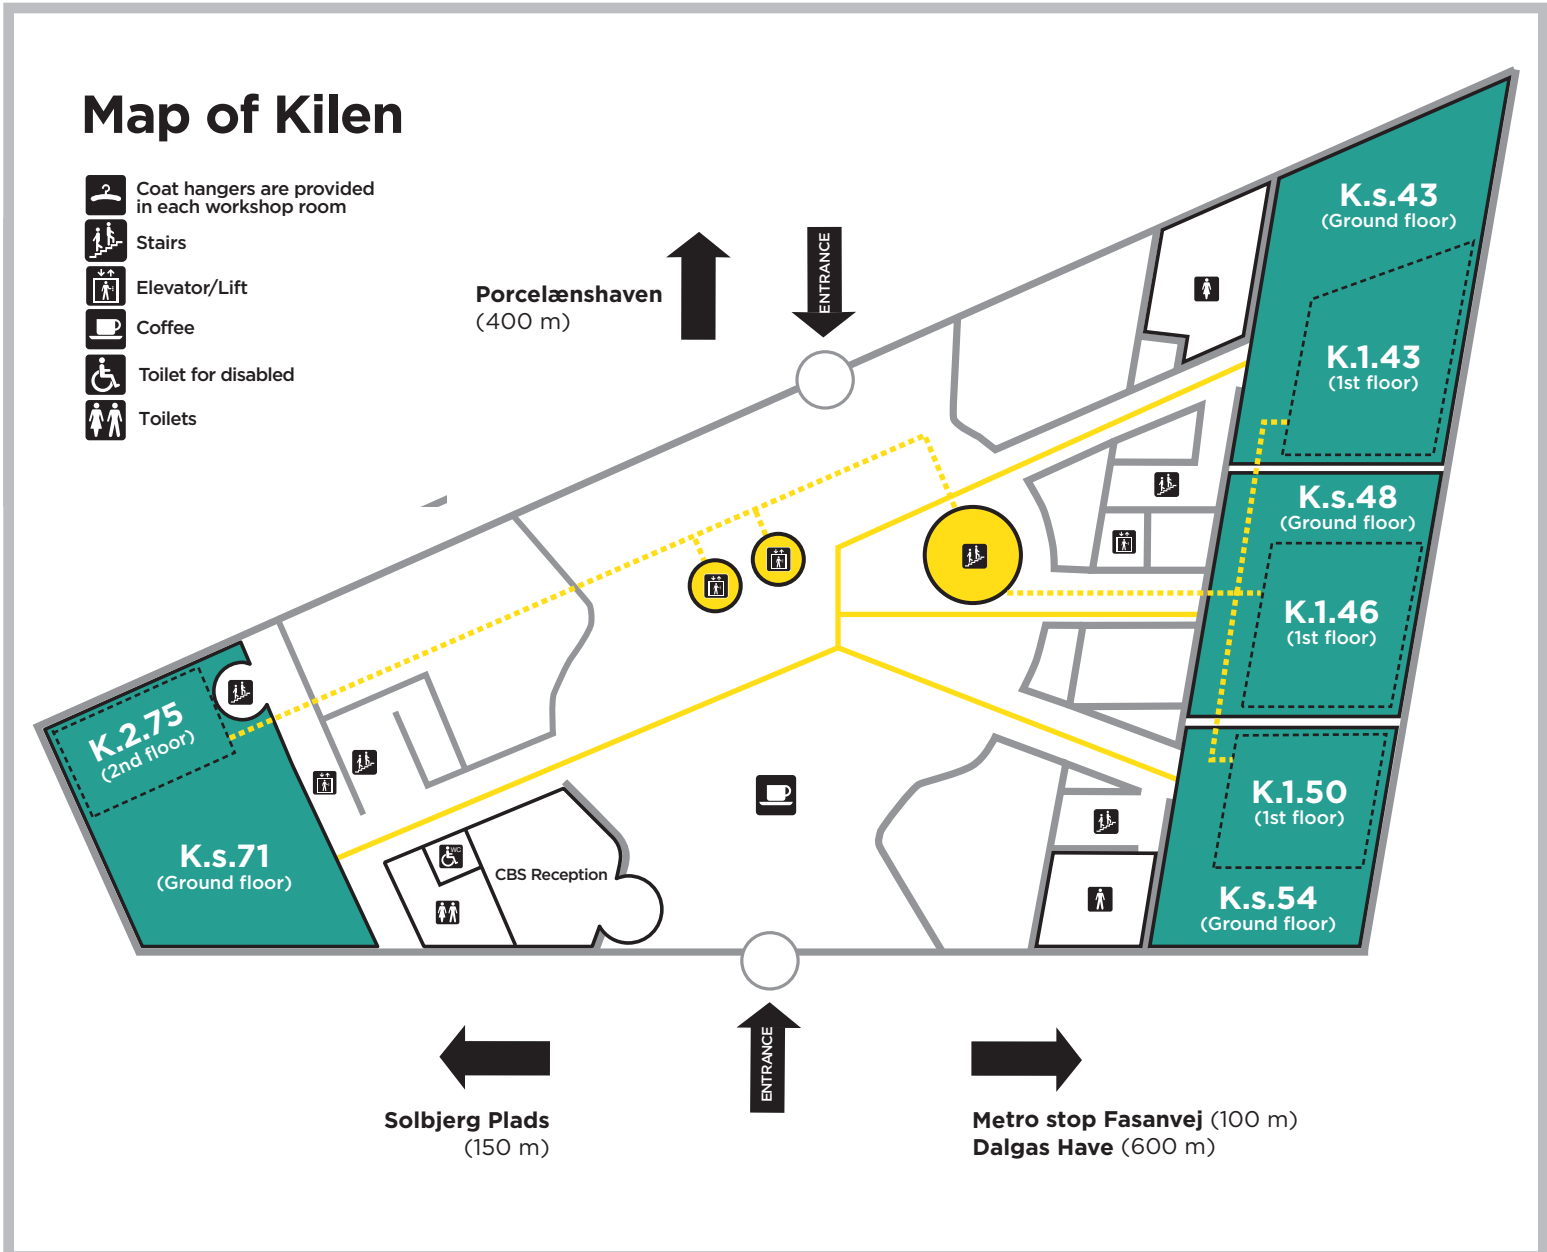 Map of Kilen
Coat hangers are provided
in each workshop room
Stairs
Elevator/Lift
Coffee
Toilet for disabled
Toilets
Porcelænshaven
(400 m)
ENTRANCE
K.s.43
(Ground floor)
K.1.43
(1st floor)
K.s.48
(Ground floor)
K.1.46
(1st floor)
K.2.75
(2nd floor)
K.s.71
(Ground floor)
K.1.50
(1st floor)
K.s.54
(Ground floor)
WC
CBS Reception
ENTRANCE
Solbjerg Plads
(150 m)
Metro stop Fasanvej (100 m)
Dalgas Have (600 m)